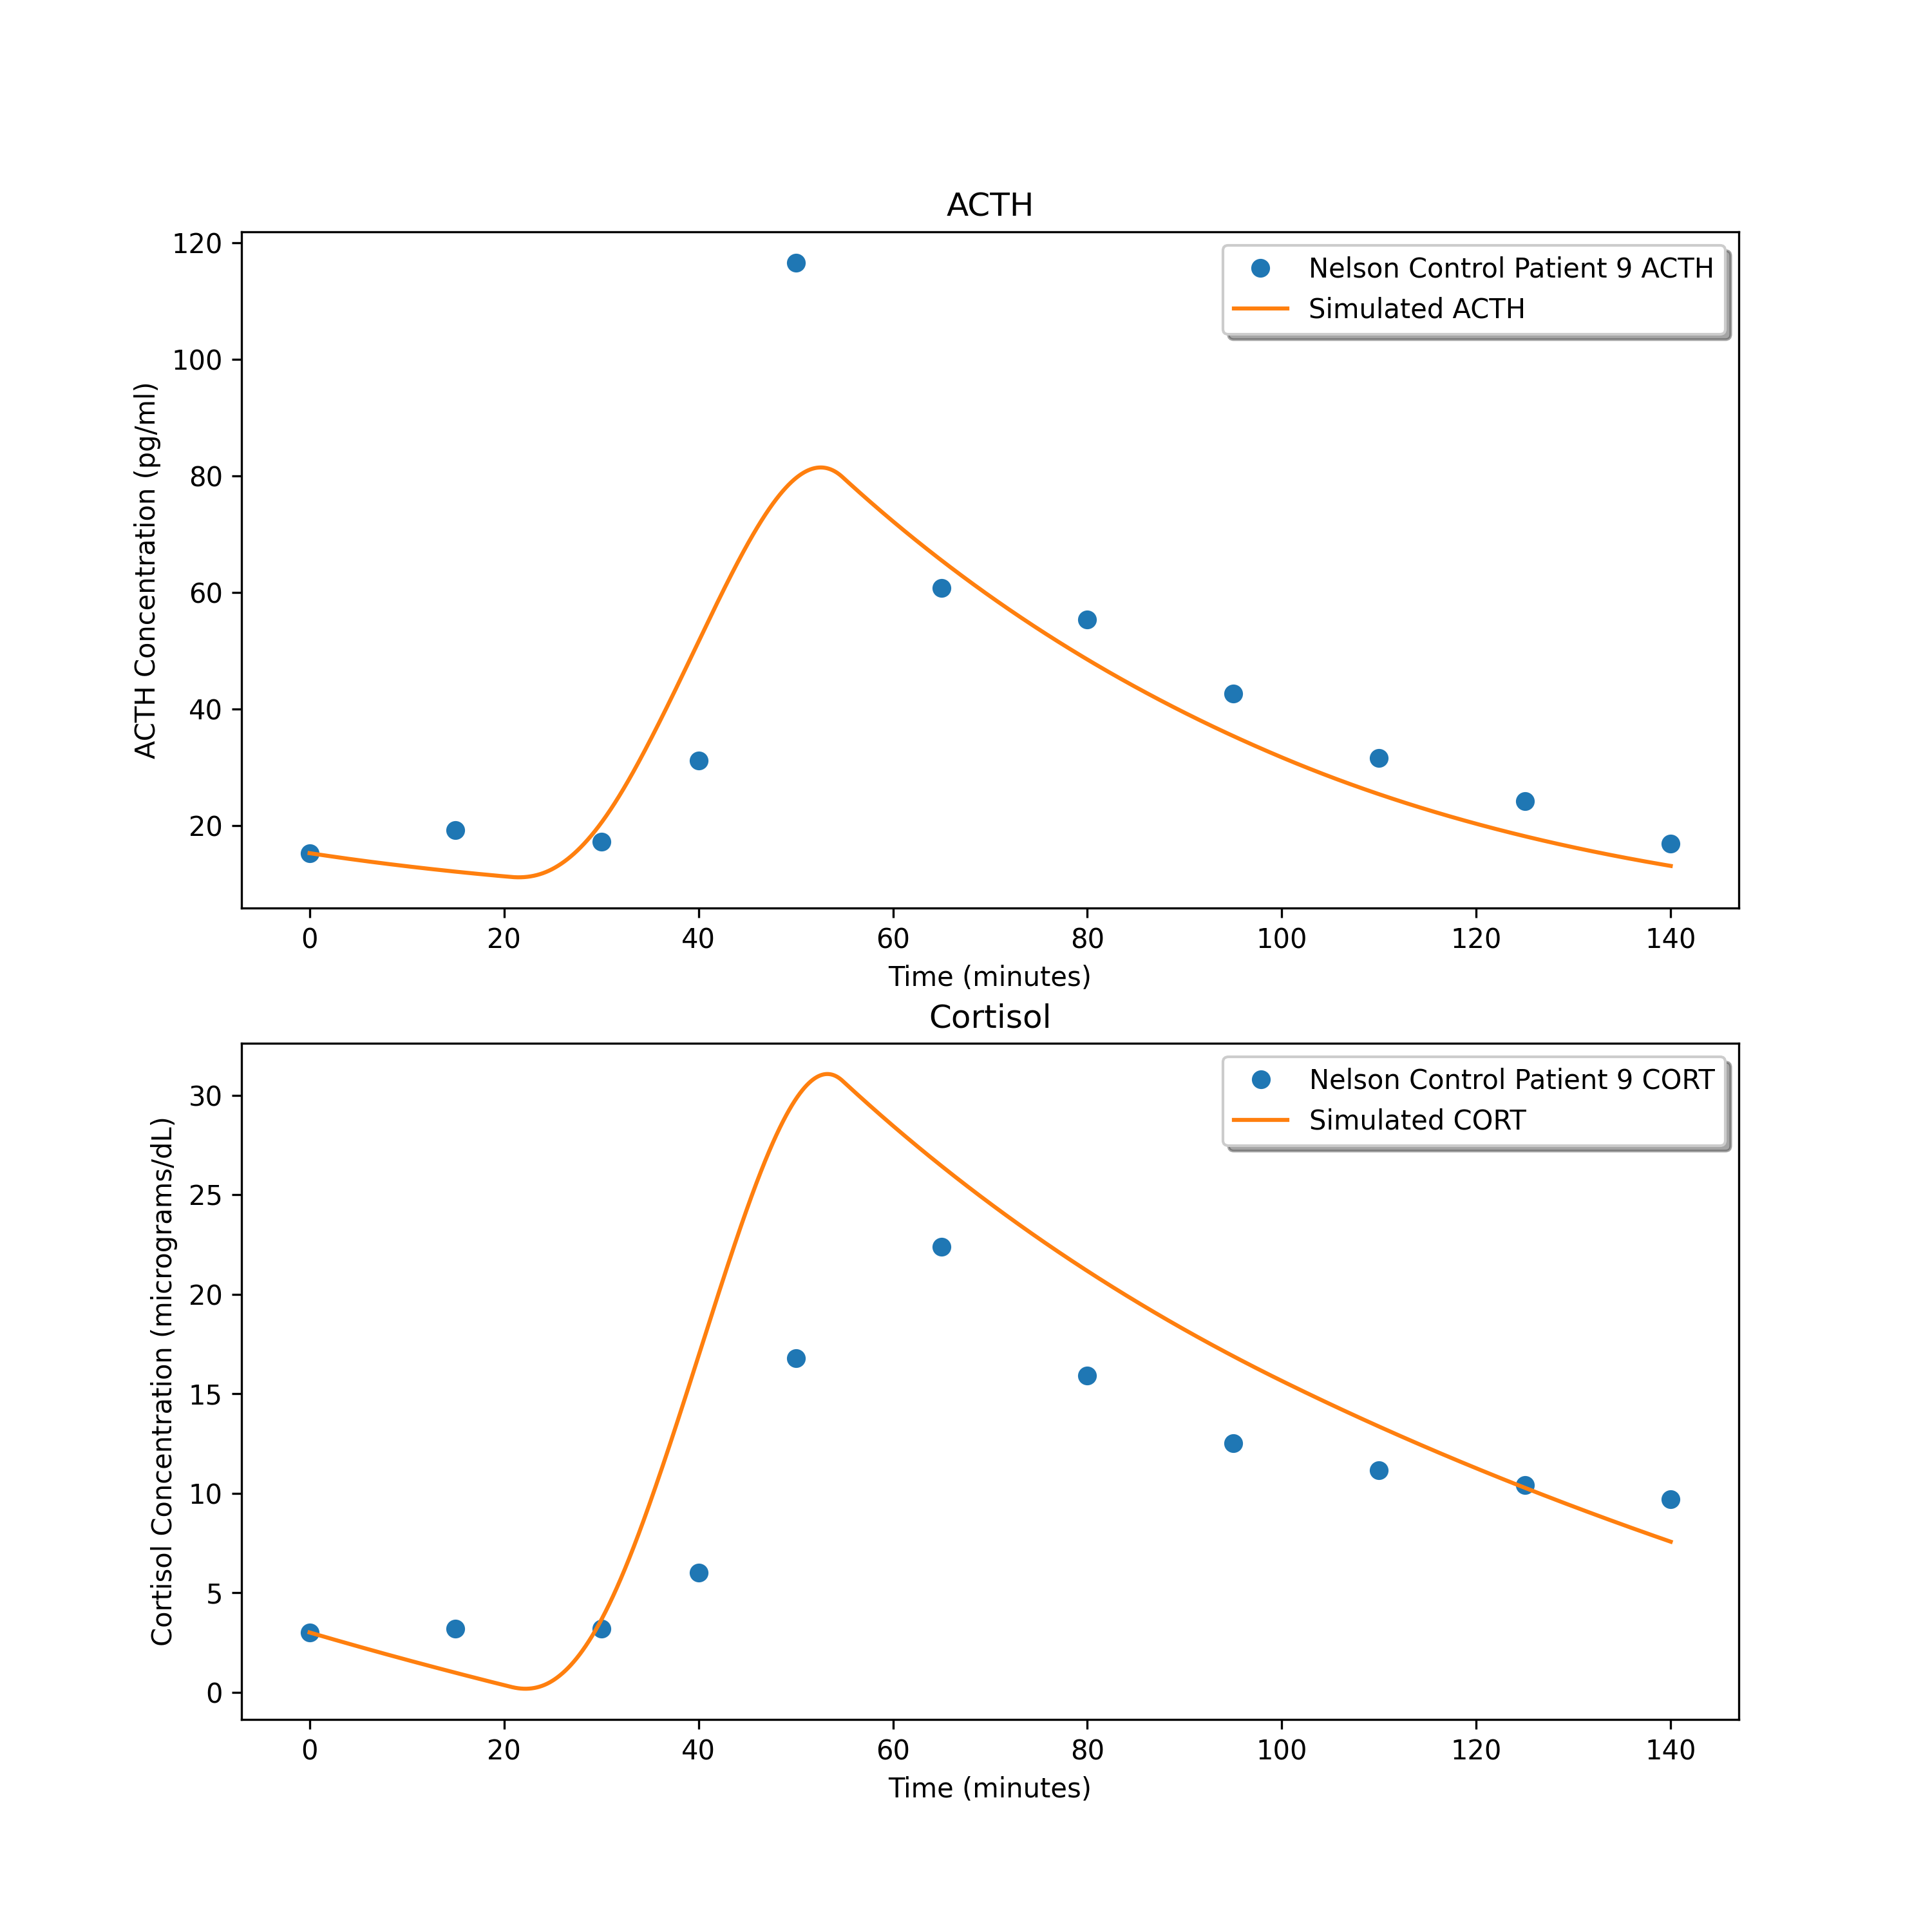 ACTH
120
100
80
60
40
20
ACTH Concentration (pg/ml)
Nelson Control Patient 9 ACTH
Simulated ACTH
0 20 40 60 80 100 120 140
Time (minutes)
Cortisol
30
25
20
15
10
5
0
Cortisol Concentration (micrograms/dL)
Nelson Control Patient 9 CORT
Simulated CORT
0 20 40 60 80 100 120 140
Time (minutes)